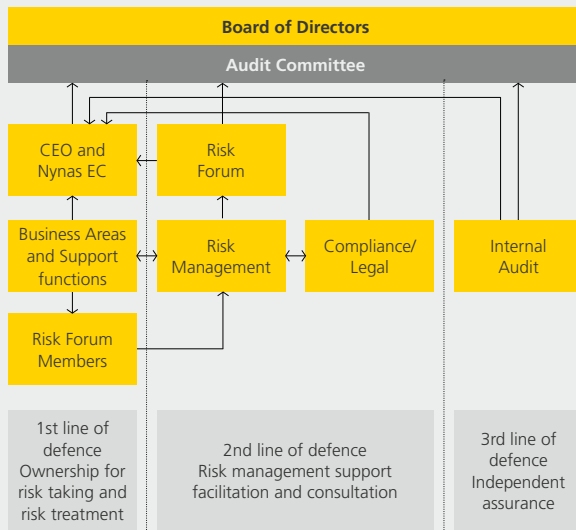 Board of Directors
Audit Committee
CEO and
Nynas EC
Risk
Forum
Business Areas
and Support
functions
Risk
Management
Compliance/
Legal
Internal
Audit
Risk Forum
Members
1st line of
defence
Ownership for
risk taking and
risk treatment
2nd line of defence
Risk management support
facilitation and consultation
3rd line of
defence
Independent
assurance